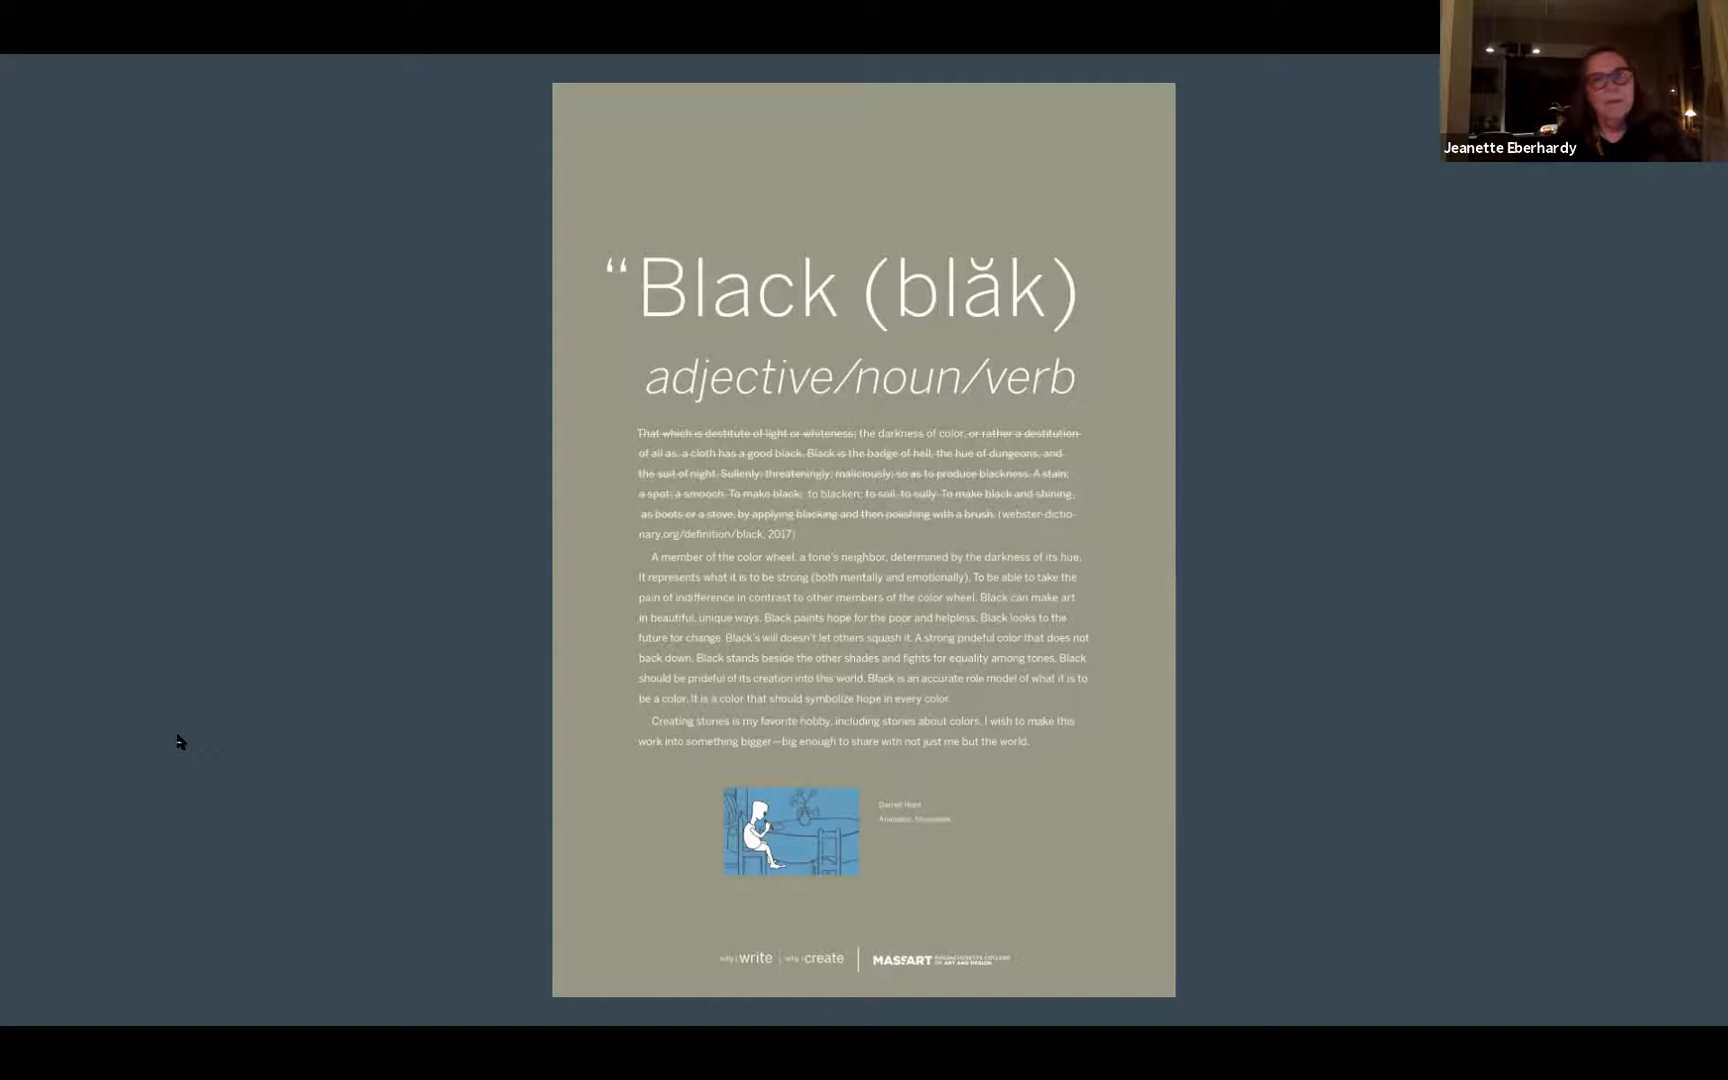 Jeanette Eberhardy
“Black (blăk)
adjective/noun/verb
That which is destitute of light or whiteness; the darkness of color, or rather a destitution
of all as, a cloth has a good black. Black is the badge of hell, the hue of dungeons, and
the suit of night. Sullenly; threateningly; maliciously; so as to produce blackness. A stain;
a spot; a smooch. To make black; to blacken; to soil; to sully. To make black and shining,
as boots or a stove, by applying blacking and then polishing with a brush. (webster-dictio-
nary.org/definition/black, 2017)
A member of the color wheel, a tone's neighbor, determined by the darkness of its hue.
It represents what it is to be strong (both mentally and emotionally). To be able to take the
pain of indifference in contrast to other members of the color wheel. Black can make art
in beautiful, unique ways. Black paints hope for the poor and helpless. Black looks to the
future for change. Black's will doesn't let others squash it. A strong prideful color that does not
back down. Black stands beside the other shades and fights for equality among tones. Black
should be prideful of its creation into this world. Black is an accurate role model of what it is to
be a color. It is a color that should symbolize hope in every color.
Creating stories is my favorite hobby, including stories about colors. I wish to make this
work into something bigger—big enough to share with not just me but the world.
why i write | why i create | MASSART MASSACHUSETTS COLLEGE
OF ART AND DESIGN